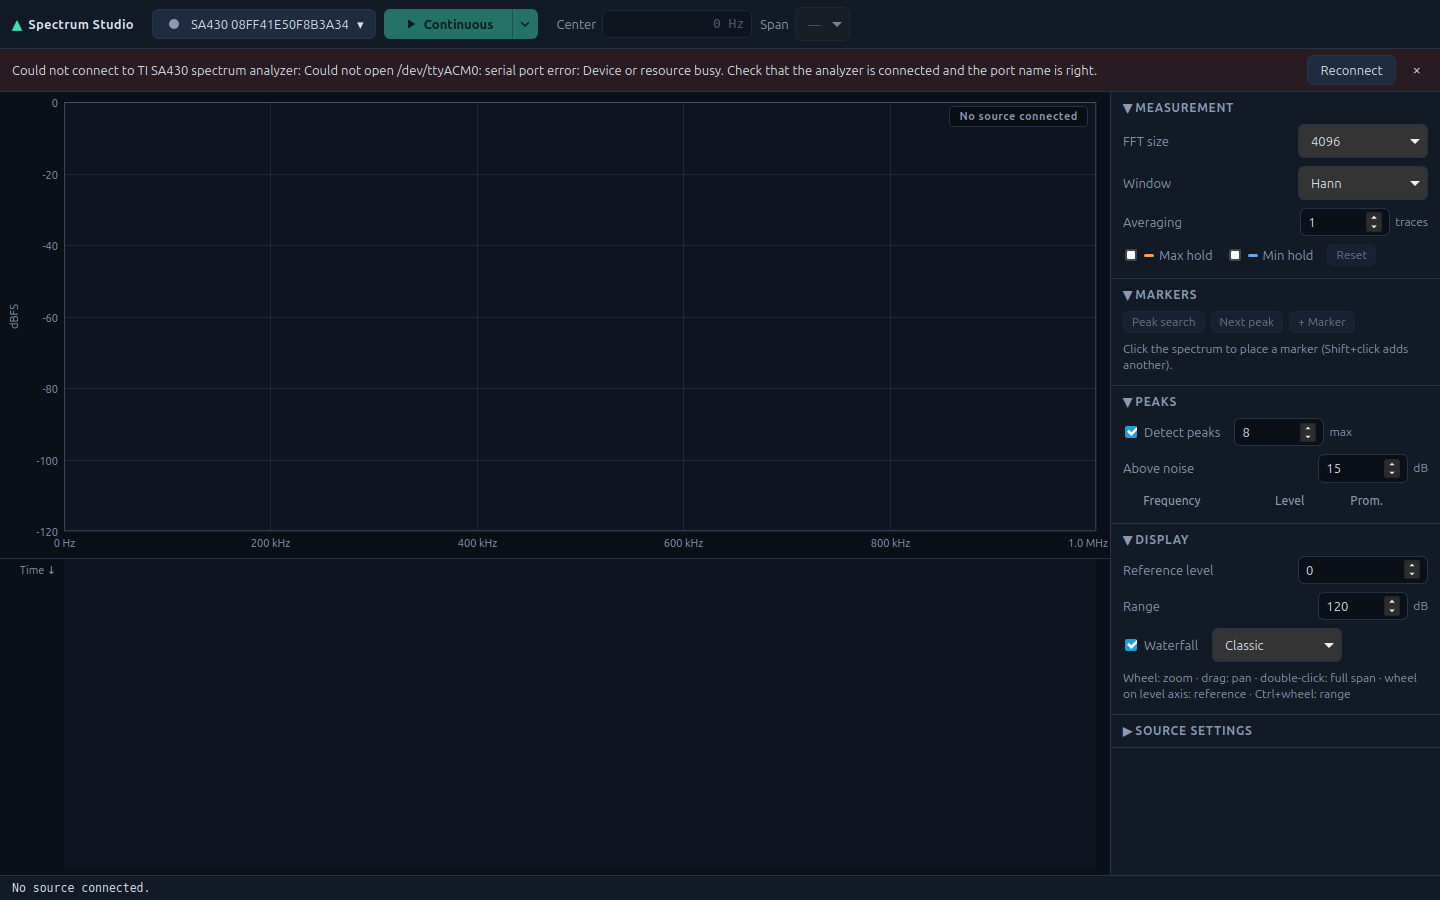 ▲ Spectrum Studio
SA430 08FF41E50F8B3A34 ▾
▶ Continuous
Center 0 Hz Span —
Could not connect to TI SA430 spectrum analyzer: Could not open /dev/ttyACM0: serial port error: Device or resource busy. Check that the analyzer is connected and the port name is right.
Reconnect ×
No source connected
0
-20
-40
-60
-80
-100
-120
dBFS
0 Hz 200 kHz 400 kHz 600 kHz 800 kHz 1.0 MHz
Time ↓
▼ MEASUREMENT
FFT size 4096
Window Hann
Averaging 1 traces
Max hold Min hold Reset
▼ MARKERS
Peak search Next peak + Marker
Click the spectrum to place a marker (Shift+click adds
another).
▼ PEAKS
Detect peaks 8 max
Above noise 15 dB
Frequency Level Prom.
▼ DISPLAY
Reference level 0
Range 120 dB
Waterfall Classic
Wheel: zoom · drag: pan · double-click: full span · wheel
on level axis: reference · Ctrl+wheel: range
▶ SOURCE SETTINGS
No source connected.